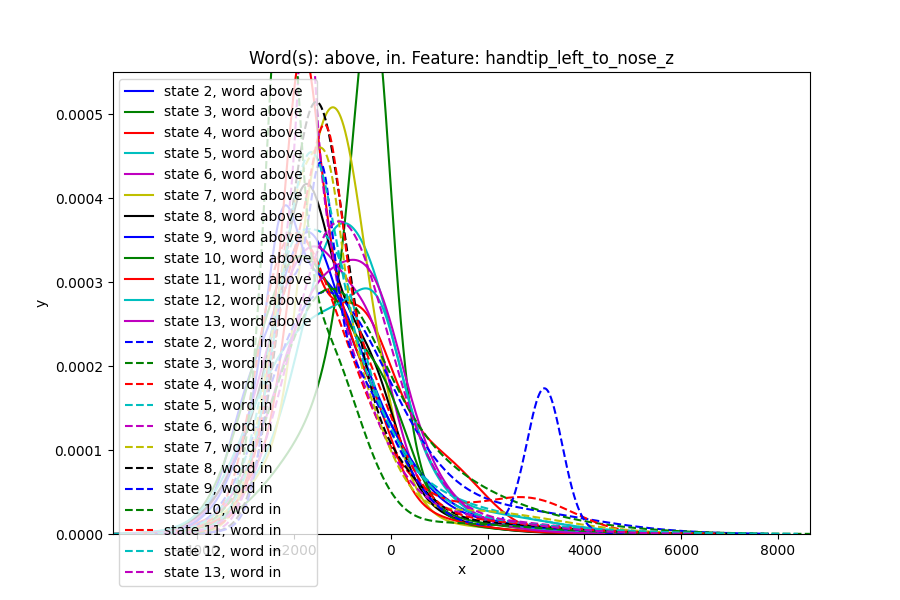 Word(s): above, in. Feature: handtip_left_to_nose_z
y
0.0005
0.0004
0.0003
0.0002
0.0001
0.0000
state 2, word above
state 3, word above
state 4, word above
state 5, word above
state 6, word above
state 7, word above
state 8, word above
state 9, word above
state 10, word above
state 11, word above
state 12, word above
state 13, word above
state 2, word in
state 3, word in
state 4, word in
state 5, word in
state 6, word in
state 7, word in
state 8, word in
state 9, word in
state 10, word in
state 11, word in
state 12, word in
state 13, word in
0 2000 4000 6000 8000
x